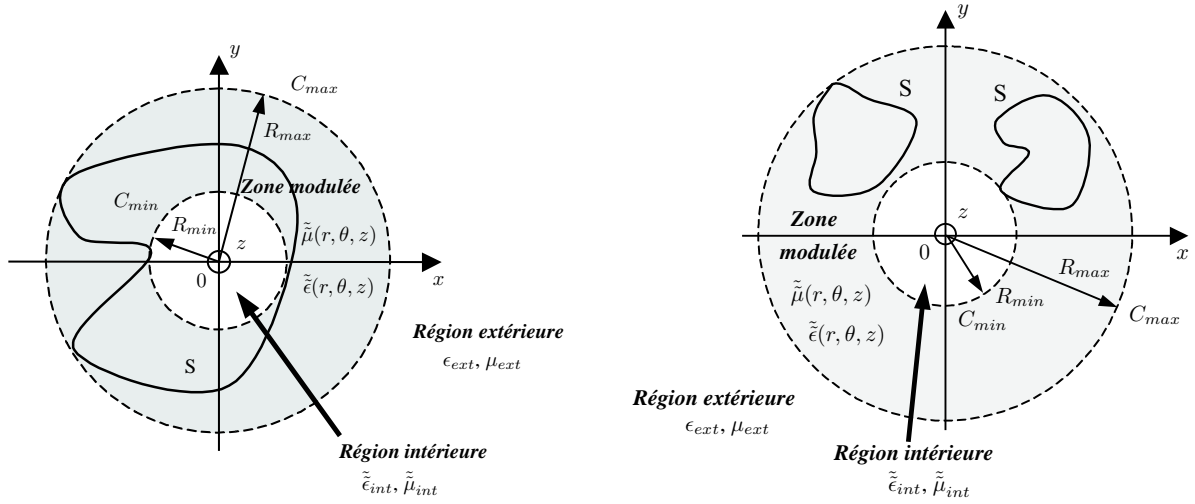 y
C_max
R_max
Zone modulée
C_min
R_min
z
μ̃̃(r, θ, z)
0
x
ϵ̃̃(r, θ, z)
Région extérieure
ϵ_ext, μ_ext
S
Région intérieure
ϵ̃̃_int, μ̃̃_int
y
S
S
Zone
modulée
z
0
x
R_max
μ̃̃(r, θ, z)
R_min
C_min
C_max
ϵ̃̃(r, θ, z)
Région extérieure
ϵ_ext, μ_ext
Région intérieure
ϵ̃̃_int, μ̃̃_int